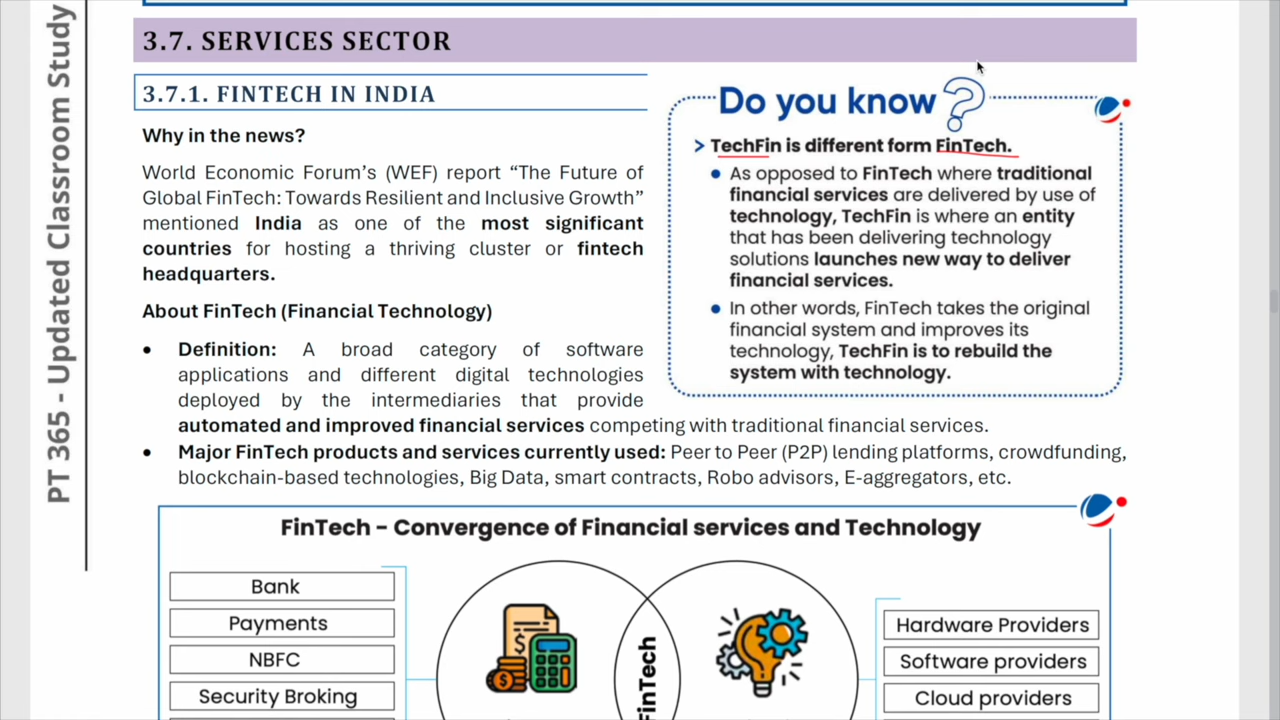 PT 365 - Updated Classroom Study
3.7. SERVICES SECTOR
3.7.1. FINTECH IN INDIA
Why in the news?
World Economic Forum's (WEF) report "The Future of
Global FinTech: Towards Resilient and Inclusive Growth"
mentioned India as one of the most significant
countries for hosting a thriving cluster or fintech
headquarters.
About FinTech (Financial Technology)
• Definition: A broad category of software
applications and different digital technologies
deployed by the intermediaries that provide
automated and improved financial services competing with traditional financial services.
• Major FinTech products and services currently used: Peer to Peer (P2P) lending platforms, crowdfunding,
blockchain-based technologies, Big Data, smart contracts, Robo advisors, E-aggregators, etc.
Do you know ?
> TechFin is different form FinTech.
• As opposed to FinTech where traditional
financial services are delivered by use of
technology, TechFin is where an entity
that has been delivering technology
solutions launches new way to deliver
financial services.
• In other words, FinTech takes the original
financial system and improves its
technology, TechFin is to rebuild the
system with technology.
FinTech – Convergence of Financial services and Technology
Bank
Payments
NBFC
Security Broking
FinTech
Hardware Providers
Software providers
Cloud providers